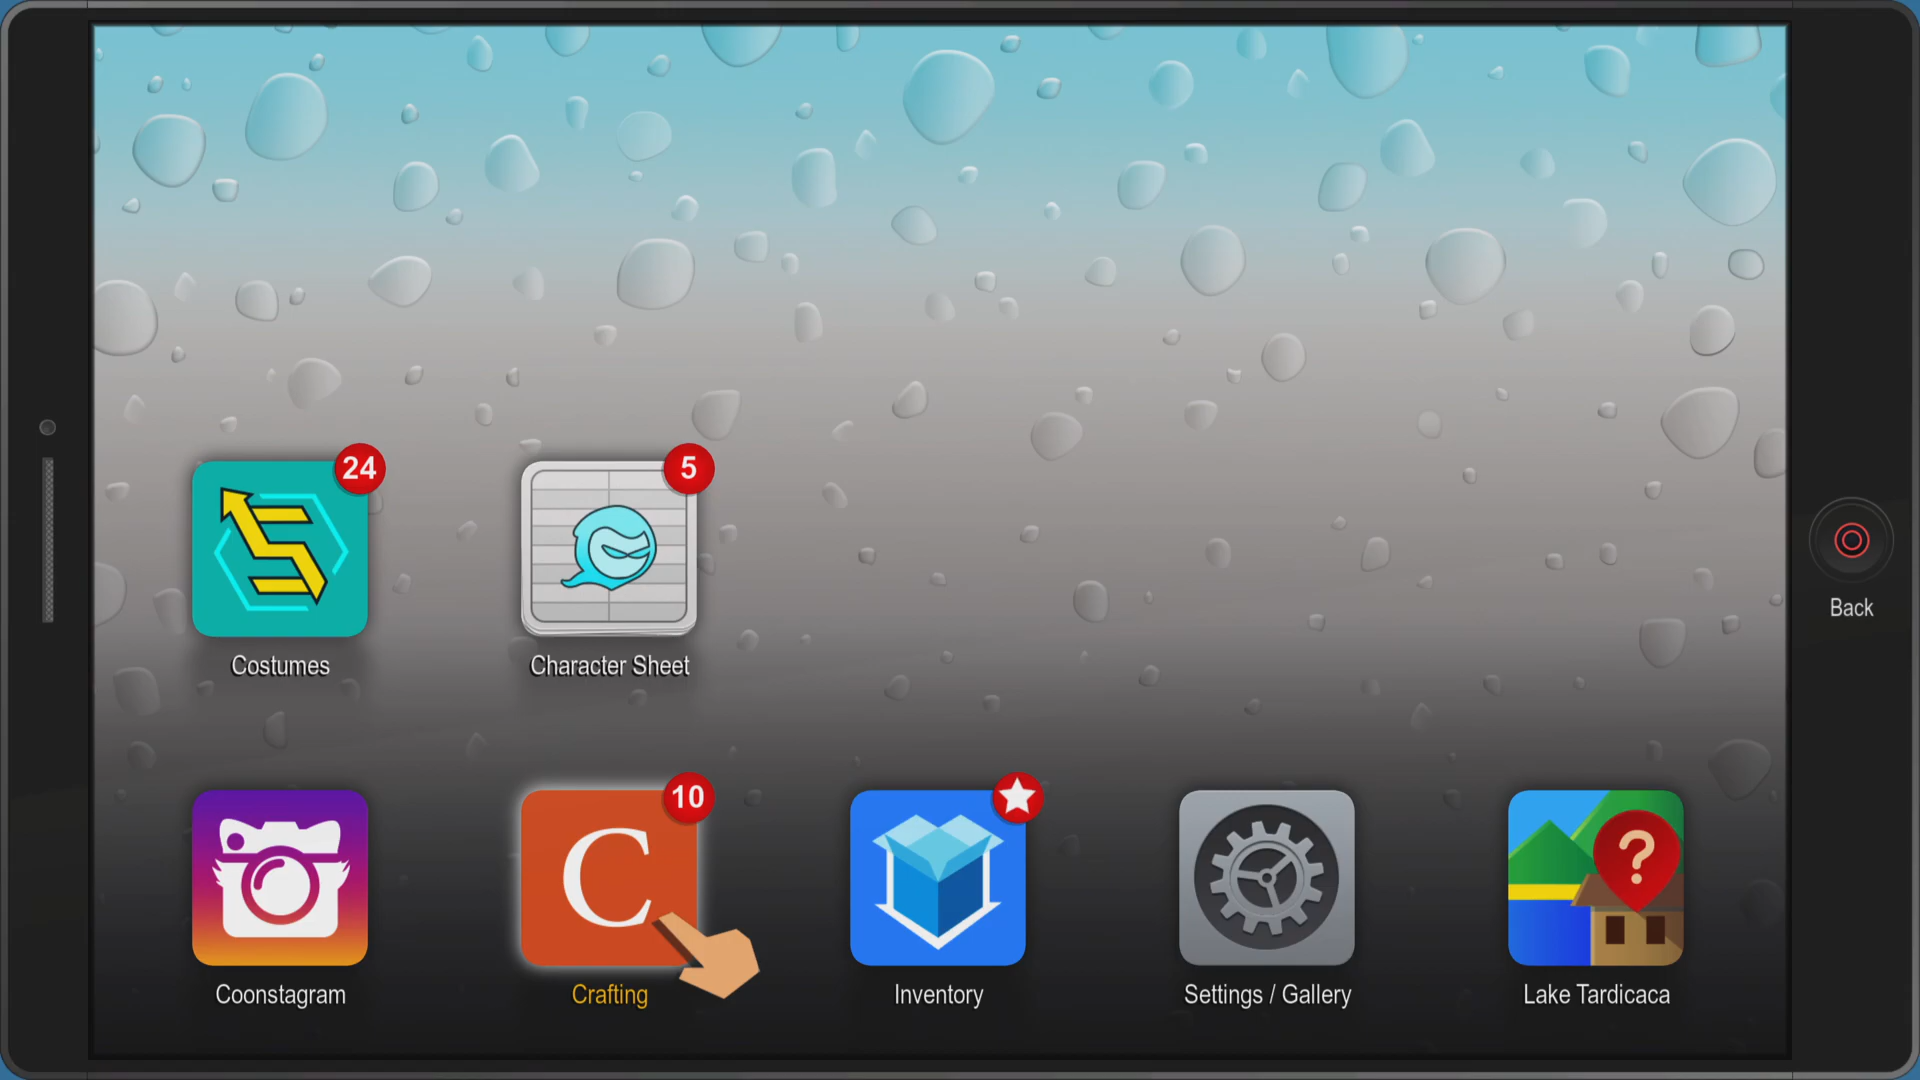 24
5
Costumes
Character Sheet
Back
10
C
Coonstagram
Crafting
Inventory
Settings / Gallery
?
Lake Tardicaca